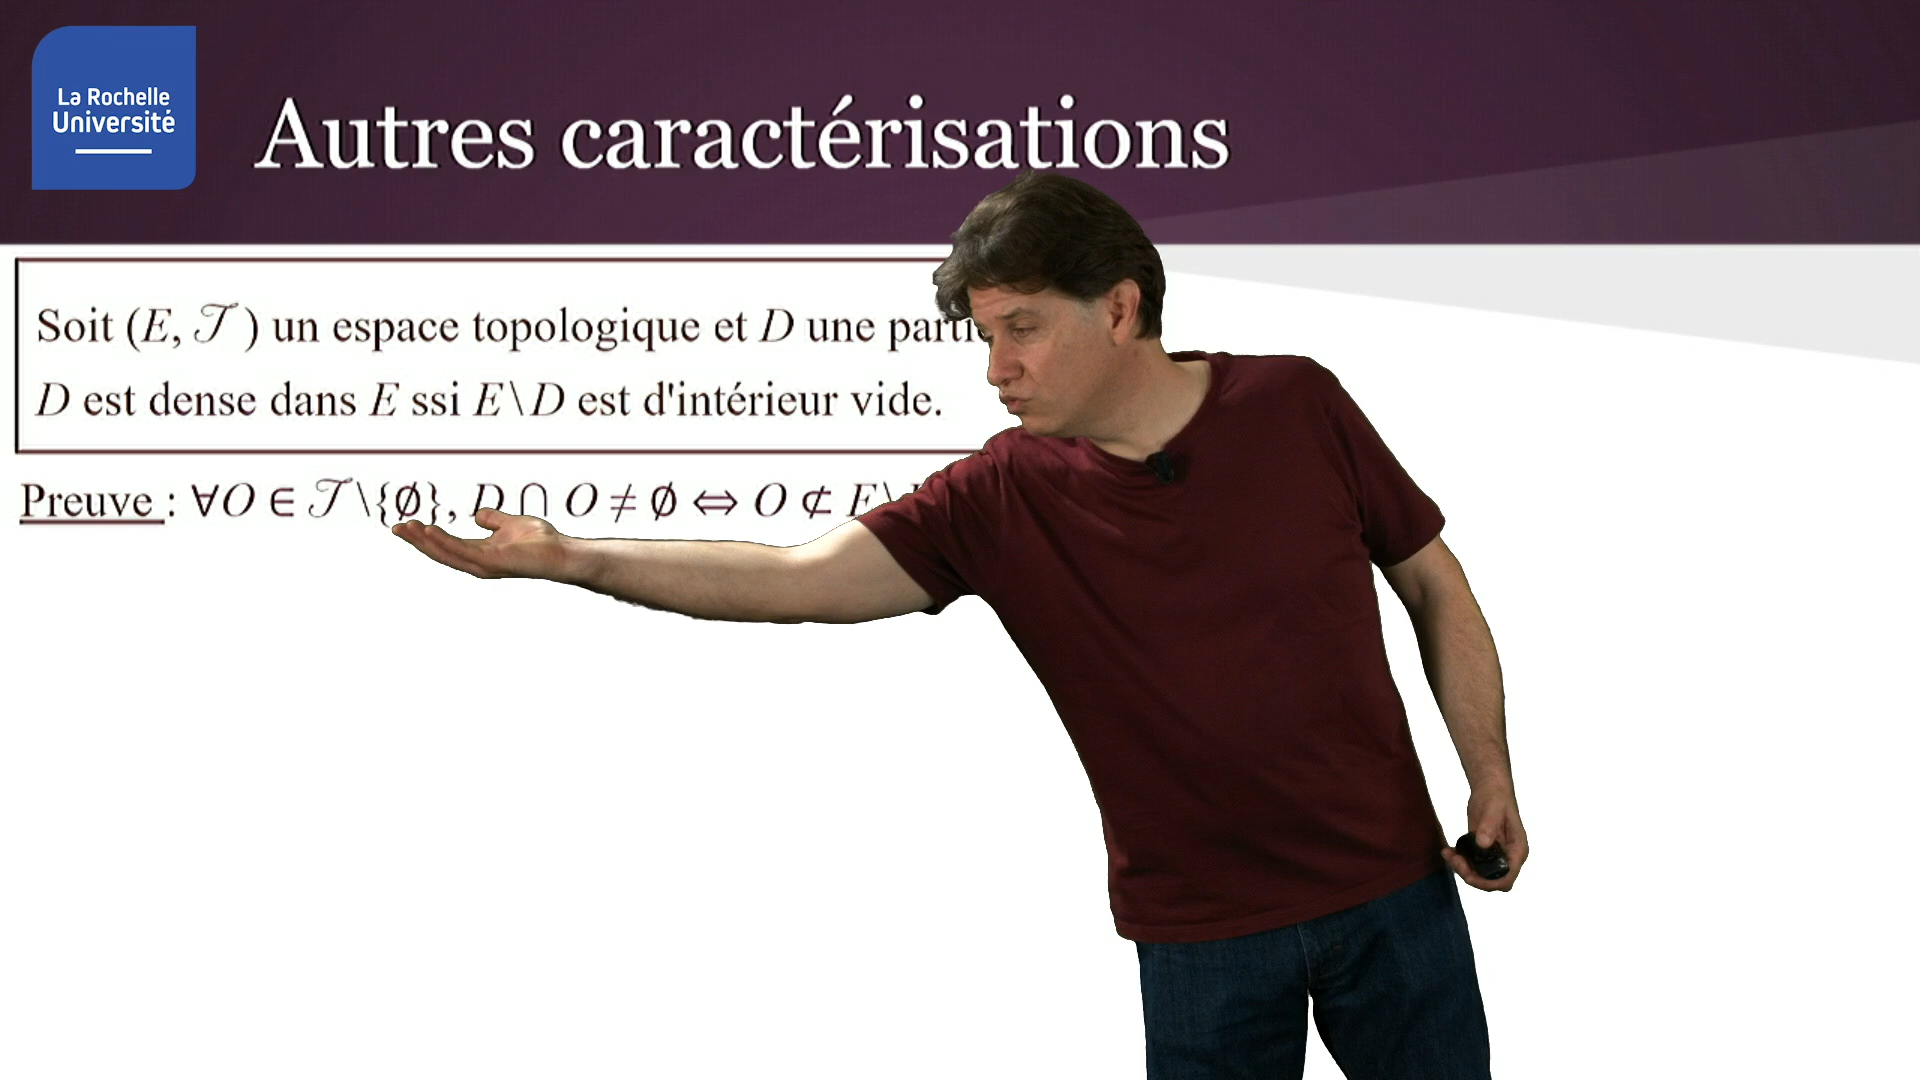 La Rochelle
Université
Autres caractérisations
Soit (E, 𝒯 ) un espace topologique et D une
D est dense dans E ssi E\D est d'intérieur vide.
Preuve : ∀O ∈ 𝒯\{∅}, D ∩ O ≠ ∅ ⇔ O ⊄ E\